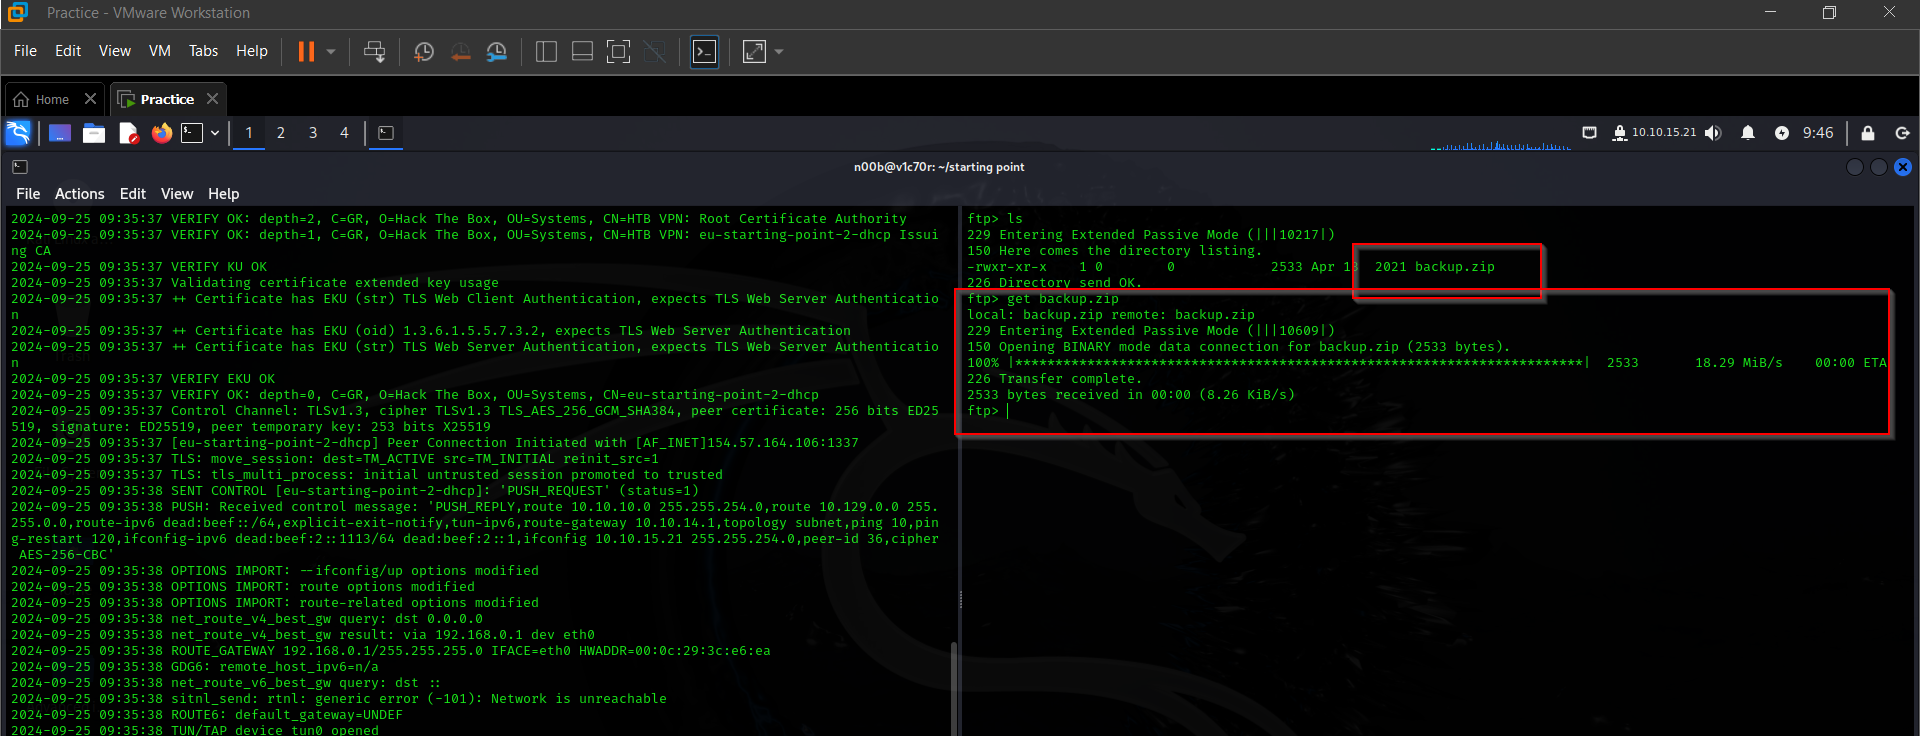 Practice - VMware Workstation
File Edit View VM Tabs Help
Home Practice
1 2 3 4 10.10.15.21 9:46
n00b@v1c70r: ~/starting point
File Actions Edit View Help
2024-09-25 09:35:37 VERIFY OK: depth=2, C=GR, O=Hack The Box, OU=Systems, CN=HTB VPN: Root Certificate Authority
2024-09-25 09:35:37 VERIFY OK: depth=1, C=GR, O=Hack The Box, OU=Systems, CN=HTB VPN: eu-starting-point-2-dhcp Issui
ng CA
2024-09-25 09:35:37 VERIFY KU OK
2024-09-25 09:35:37 Validating certificate extended key usage
2024-09-25 09:35:37 ++ Certificate has EKU (str) TLS Web Client Authentication, expects TLS Web Server Authenticatio
n
2024-09-25 09:35:37 ++ Certificate has EKU (oid) 1.3.6.1.5.5.7.3.2, expects TLS Web Server Authentication
2024-09-25 09:35:37 ++ Certificate has EKU (str) TLS Web Server Authentication, expects TLS Web Server Authenticatio
n
2024-09-25 09:35:37 VERIFY EKU OK
2024-09-25 09:35:37 VERIFY OK: depth=0, C=GR, O=Hack The Box, OU=Systems, CN=eu-starting-point-2-dhcp
2024-09-25 09:35:37 Control Channel: TLSv1.3, cipher TLSv1.3 TLS_AES_256_GCM_SHA384, peer certificate: 256 bits ED25
519, signature: ED25519, peer temporary key: 253 bits X25519
2024-09-25 09:35:37 [eu-starting-point-2-dhcp] Peer Connection Initiated with [AF_INET]154.57.164.106:1337
2024-09-25 09:35:37 TLS: move_session: dest=TM_ACTIVE src=TM_INITIAL reinit_src=1
2024-09-25 09:35:37 TLS: tls_multi_process: initial untrusted session promoted to trusted
2024-09-25 09:35:38 SENT CONTROL [eu-starting-point-2-dhcp]: 'PUSH_REQUEST' (status=1)
2024-09-25 09:35:38 PUSH: Received control message: 'PUSH_REPLY,route 10.10.10.0 255.255.254.0,route 10.129.0.0 255.
255.0.0,route-ipv6 dead:beef::/64,explicit-exit-notify,tun-ipv6,route-gateway 10.10.14.1,topology subnet,ping 10,pin
g-restart 120,ifconfig-ipv6 dead:beef:2::1113/64 dead:beef:2::1,ifconfig 10.10.15.21 255.255.254.0,peer-id 36,cipher
AES-256-CBC'
2024-09-25 09:35:38 OPTIONS IMPORT: --ifconfig/up options modified
2024-09-25 09:35:38 OPTIONS IMPORT: route options modified
2024-09-25 09:35:38 OPTIONS IMPORT: route-related options modified
2024-09-25 09:35:38 net_route_v4_best_gw query: dst 0.0.0.0
2024-09-25 09:35:38 net_route_v4_best_gw result: via 192.168.0.1 dev eth0
2024-09-25 09:35:38 ROUTE_GATEWAY 192.168.0.1/255.255.255.0 IFACE=eth0 HWADDR=00:0c:29:3c:e6:ea
2024-09-25 09:35:38 GDG6: remote_host_ipv6=n/a
2024-09-25 09:35:38 net_route_v6_best_gw query: dst ::
2024-09-25 09:35:38 sitnl_send: rtnl: generic error (-101): Network is unreachable
2024-09-25 09:35:38 ROUTE6: default_gateway=UNDEF
2024-09-25 09:35:38 TUN/TAP device tun0 opened
ftp> ls
229 Entering Extended Passive Mode (|||10217|)
150 Here comes the directory listing.
-rwxr-xr-x 1 0 0 2533 Apr 13 2021 backup.zip
226 Directory send OK.
ftp> get backup.zip
local: backup.zip remote: backup.zip
229 Entering Extended Passive Mode (|||10609|)
150 Opening BINARY mode data connection for backup.zip (2533 bytes).
100% |***********************************************************************| 2533 18.29 MiB/s 00:00 ETA
226 Transfer complete.
2533 bytes received in 00:00 (8.26 KiB/s)
ftp>